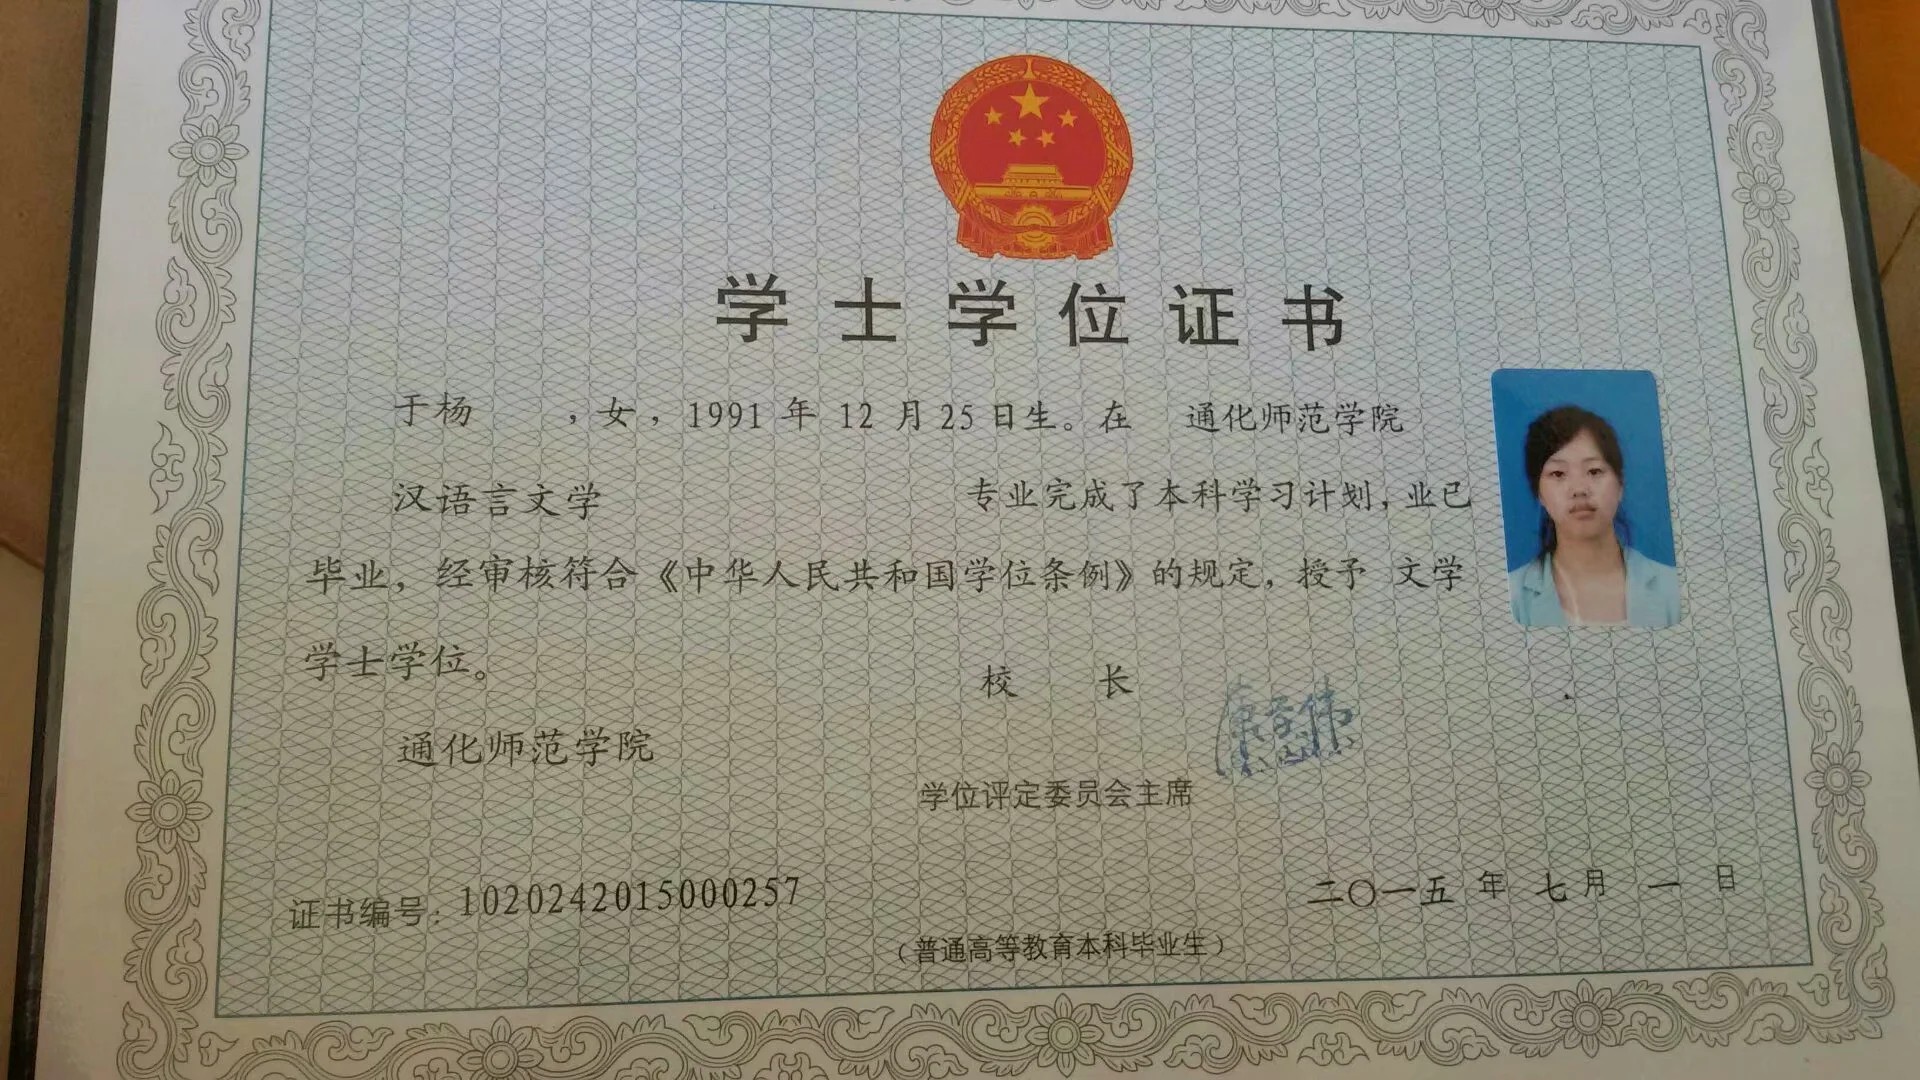 学士学位证书
于杨 ，女，1991 年 12 月 25 日生。在 通化师范学院
汉语言文学 专业完成了本科学习计划，业已
毕业，经审核符合《中华人民共和国学位条例》的规定，授予 文学
学士学位。
校 长
通化师范学院
学位评定委员会主席
证书编号：1020242015000257
二〇一五 年 七 月 一 日
（普通高等教育本科毕业生）